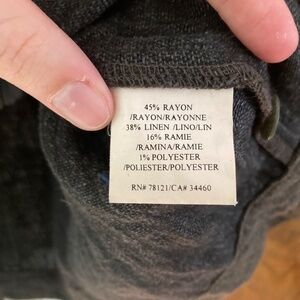 45% RAYON
/RAYON/RAYONNE
38% LINEN /LINO/LIN
16% RAMIE
/RAMINA/RAMIE
1% POLYESTER
/POLIESTER/POLYESTER
RN# 78121/CA# 34460